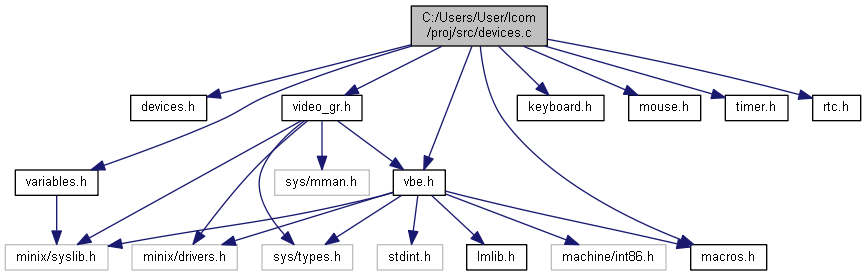 C:/Users/User/lcom
/proj/src/devices.c
devices.h
video_gr.h
keyboard.h
mouse.h
timer.h
rtc.h
variables.h
sys/mman.h
vbe.h
minix/syslib.h
minix/drivers.h
sys/types.h
stdint.h
lmlib.h
machine/int86.h
macros.h